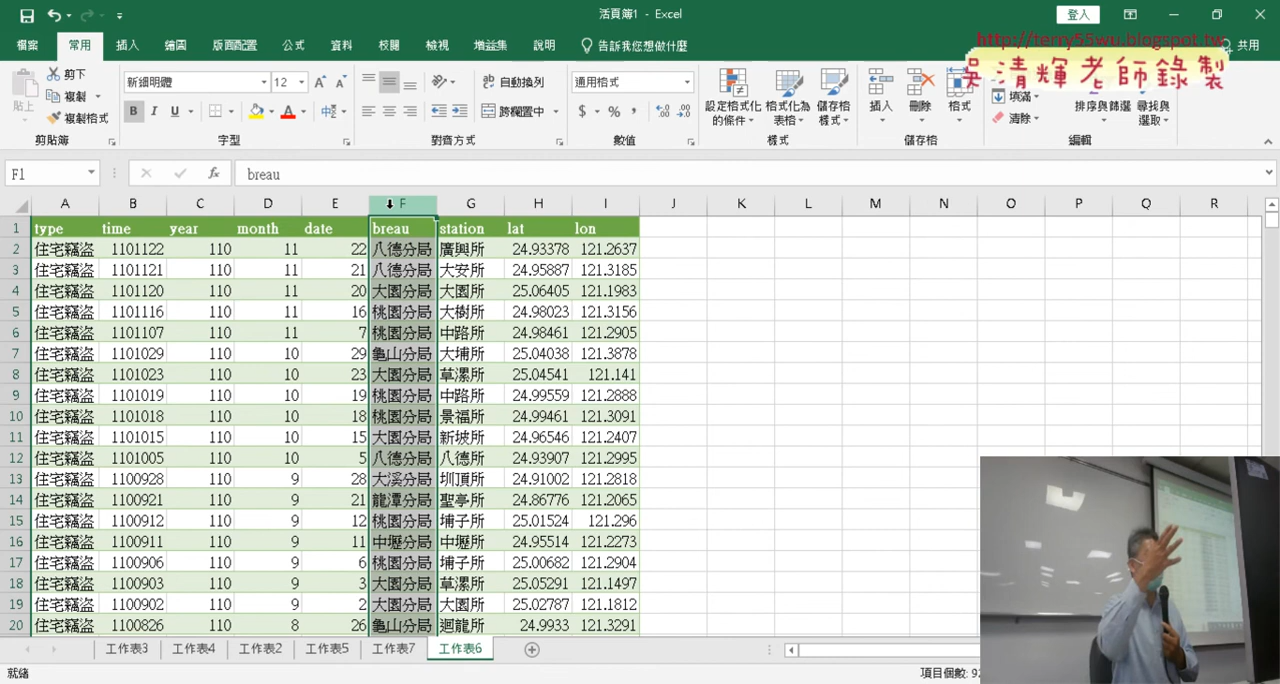 活頁簿1 - Excel
登入
檔案 常用 插入 繪圖 版面配置 公式 資料 校閱 檢視 增益集 說明 告訴我您想做什麼 共用
http://terry55wu.blogspot.tw
吳清輝老師錄製
貼上 剪下 複製 複製格式 剪貼簿
新細明體 12 B I U 字型
自動換列 跨欄置中 對齊方式
通用格式 $ % 數值
設定格式化的條件 格式化為表格 儲存格樣式 樣式
插入 刪除 格式 儲存格
填滿 清除 排序與篩選 尋找與選取 編輯
F1 fx breau
A B C D E F G H I J K L M N O P Q R
1 type time year month date breau station lat lon
2 住宅竊盜 1101122 110 11 22 八德分局 廣興所 24.93378 121.2637
3 住宅竊盜 1101121 110 11 21 八德分局 大安所 24.95887 121.3185
4 住宅竊盜 1101120 110 11 20 大園分局 大園所 25.06405 121.1983
5 住宅竊盜 1101116 110 11 16 桃園分局 大樹所 24.98023 121.3156
6 住宅竊盜 1101107 110 11 7 桃園分局 中路所 24.98461 121.2905
7 住宅竊盜 1101029 110 10 29 龜山分局 大埔所 25.04038 121.3878
8 住宅竊盜 1101023 110 10 23 大園分局 草漯所 25.04541 121.141
9 住宅竊盜 1101019 110 10 19 桃園分局 中路所 24.99559 121.2888
10 住宅竊盜 1101018 110 10 18 桃園分局 景福所 24.99461 121.3091
11 住宅竊盜 1101015 110 10 15 大園分局 新坡所 24.96546 121.2407
12 住宅竊盜 1101005 110 10 5 八德分局 八德所 24.93907 121.2995
13 住宅竊盜 1100928 110 9 28 大溪分局 圳頂所 24.91002 121.2818
14 住宅竊盜 1100921 110 9 21 龍潭分局 聖亭所 24.86776 121.2065
15 住宅竊盜 1100912 110 9 12 桃園分局 埔子所 25.01524 121.296
16 住宅竊盜 1100911 110 9 11 中壢分局 中壢所 24.95514 121.2273
17 住宅竊盜 1100906 110 9 6 桃園分局 埔子所 25.00682 121.2904
18 住宅竊盜 1100903 110 9 3 大園分局 草漯所 25.05291 121.1497
19 住宅竊盜 1100902 110 9 2 大園分局 大園所 25.02787 121.1812
20 住宅竊盜 1100826 110 8 26 龜山分局 迴龍所 24.9933 121.3291
工作表3 工作表4 工作表2 工作表5 工作表7 工作表6
就緒 項目個數: 92